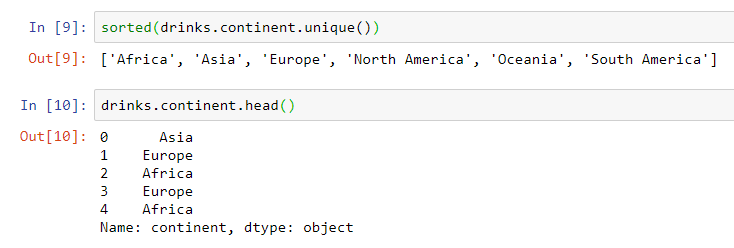 In [9]: sorted(drinks.continent.unique())
Out[9]: ['Africa', 'Asia', 'Europe', 'North America', 'Oceania', 'South America']
In [10]: drinks.continent.head()
Out[10]: 0      Asia
1    Europe
2    Africa
3    Europe
4    Africa
Name: continent, dtype: object